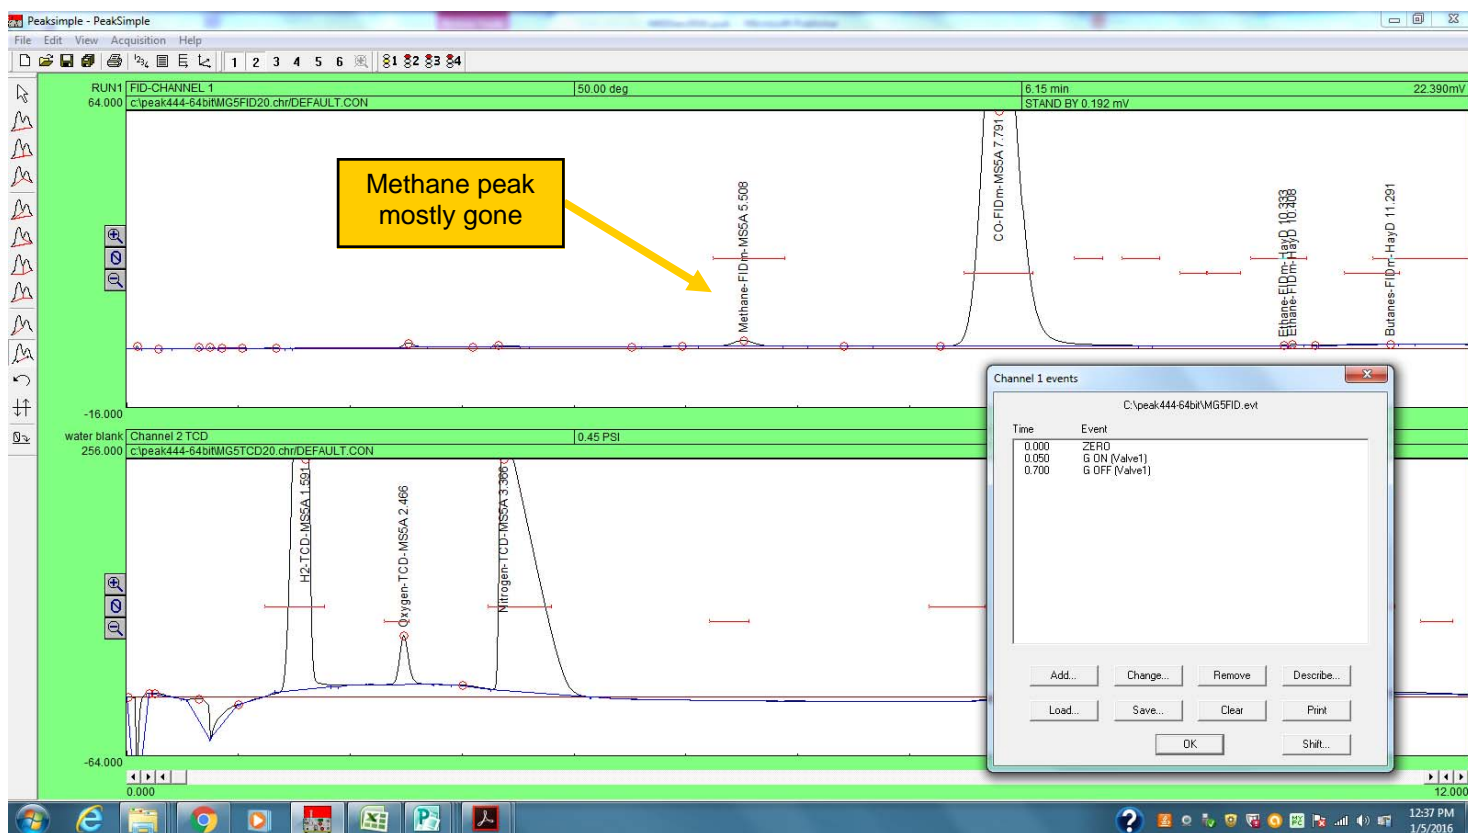 Peaksimple - PeakSimple
File Edit View Acquisition Help
1 2 3 4 5 6 1 2 3 4
RUN1 FID-CHANNEL 1 50.00 deg 6.15 min 22.390mV
64.000 c:\peak444-64bit\MG5FID20.chr/DEFAULT.CON STAND BY 0.192 mV
Methane peak
mostly gone
Methane-FIDm-MS5A 5.508
CO-FIDm-MS5A 7.791
Ethane-FIDm-HayD 10.333
Ethane-FIDm-HayD 10.408
Butanes-FIDm-HayD 11.291
-16.000
water blank Channel 2 TCD 0.45 PSI
256.000 c:\peak444-64bit\MG5TCD20.chr/DEFAULT.CON
H2-TCD-MS5A 1.591
Oxygen-TCD-MS5A 2.466
Nitrogen-TCD-MS5A 3.366
-64.000
0.000 12.000
Channel 1 events
C:\peak444-64bit\MG5FID.evt
Time Event
0.000 ZERO
0.050 G ON (Valve1)
0.700 G OFF (Valve1)
Add... Change... Remove Describe...
Load... Save... Clear Print
OK Shift...
12:37 PM
1/5/2016